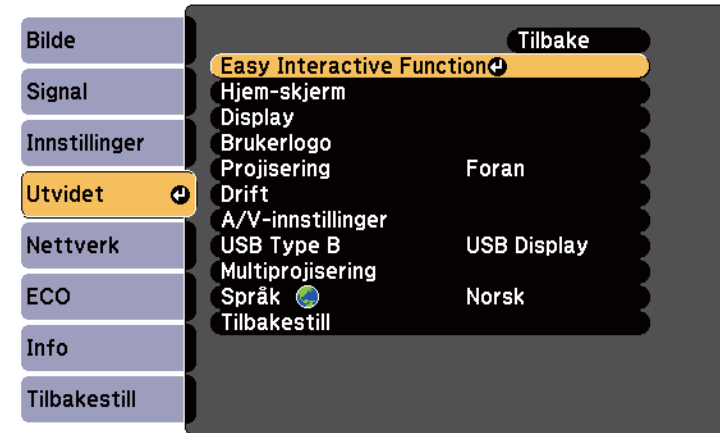 Bilde
Signal
Innstillinger
Utvidet
Nettverk
ECO
Info
Tilbakestill
Tilbake
Easy Interactive Function
Hjem-skjerm
Display
Brukerlogo
Projisering Foran
Drift
A/V-innstillinger
USB Type B USB Display
Multiprojisering
Språk Norsk
Tilbakestill